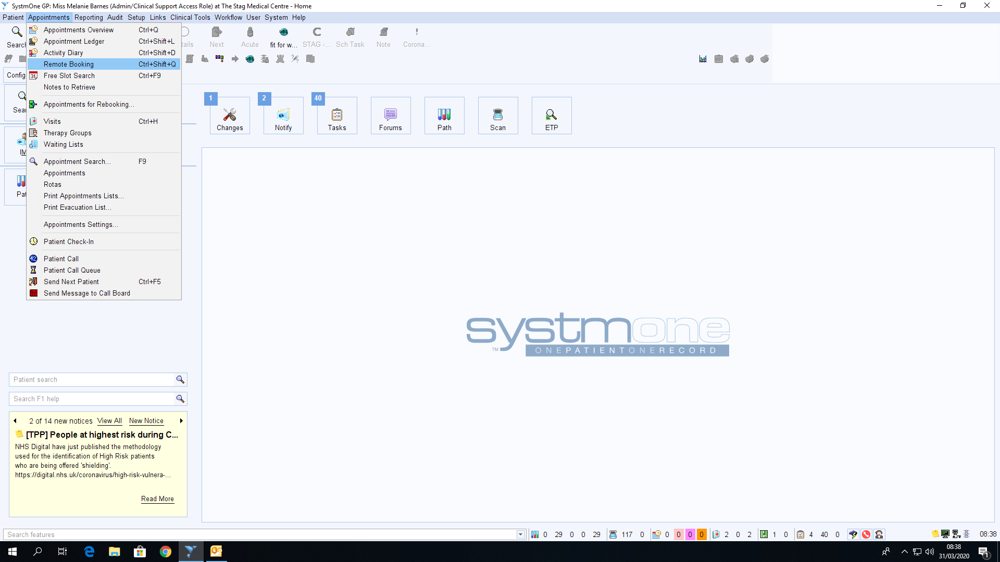 SystmOne GP: Miss Melanie Barnes (Admin/Clinical Support Access Role) at The Stag Medical Centre - Home
Patient Appointments Reporting Audit Setup Links Clinical Tools Workflow User System Help
Search Next Acute fit for w... STAG -... Sch Task Note Corona...
Appointments Overview Ctrl+Q
Appointment Ledger Ctrl+Shift+L
Activity Diary Ctrl+Shift+D
Remote Booking Ctrl+Shift+Q
Free Slot Search Ctrl+F9
Notes to Retrieve
Appointments for Rebooking...
Visits Ctrl+H
Therapy Groups
Waiting Lists
Appointment Search... F9
Appointments
Rotas
Print Appointments Lists...
Print Evacuation List...
Appointments Settings...
Patient Check-In
42 Patient Call
Patient Call Queue
Send Next Patient Ctrl+F5
Send Message to Call Board
Config
Sear
IM
Pat
1 2 40
Changes Notify Tasks Forums Path Scan ETP
systmone
TM ONEPATIENTONERECORD
Patient search
Search F1 help
2 of 14 new notices View All New Notice
[TPP] People at highest risk during C...
NHS Digital have just published the methodology
used for the identification of High Risk patients
who are being offered 'shielding'.
https://digital.nhs.uk/coronavirus/high-risk-vulnera-...
Read More
Search features 0 29 0 0 29 117 0 0 0 0 0 2 0 2 1 0 4 40 0 08:38
08:38
31/03/2020
1